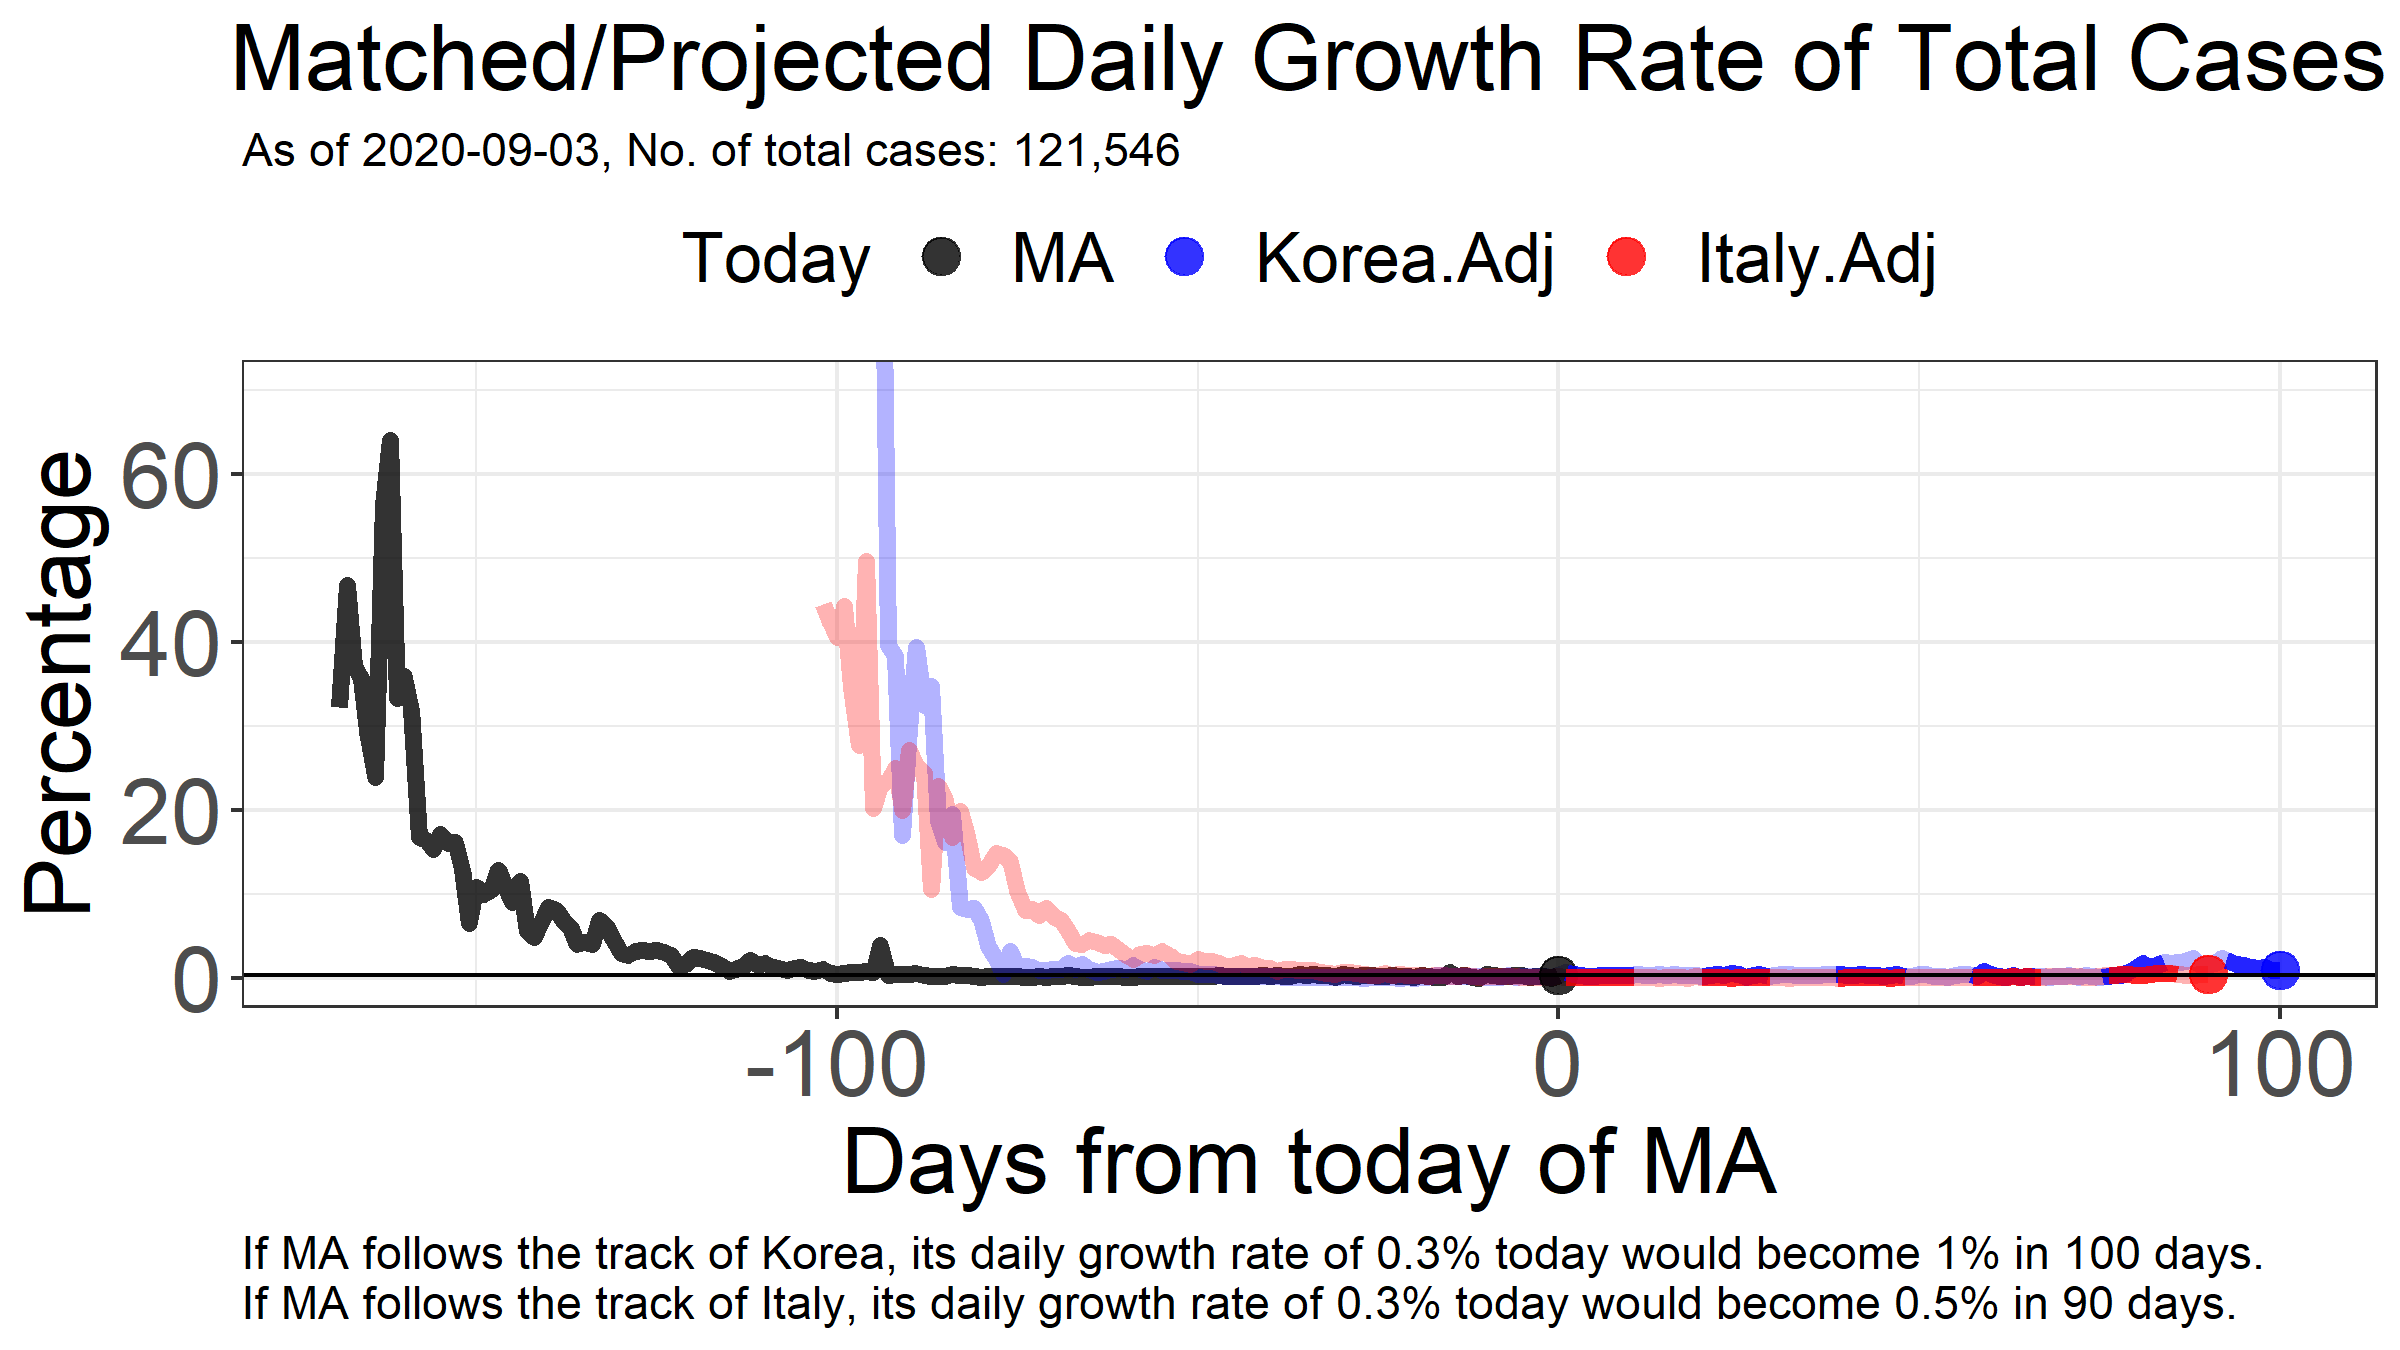 Matched/Projected Daily Growth Rate of Total Cases
As of 2020-09-03, No. of total cases: 121,546
Today MA Korea.Adj Italy.Adj
Percentage
60
40
20
0
-100 0 100
Days from today of MA
If MA follows the track of Korea, its daily growth rate of 0.3% today would become 1% in 100 days.
If MA follows the track of Italy, its daily growth rate of 0.3% today would become 0.5% in 90 days.